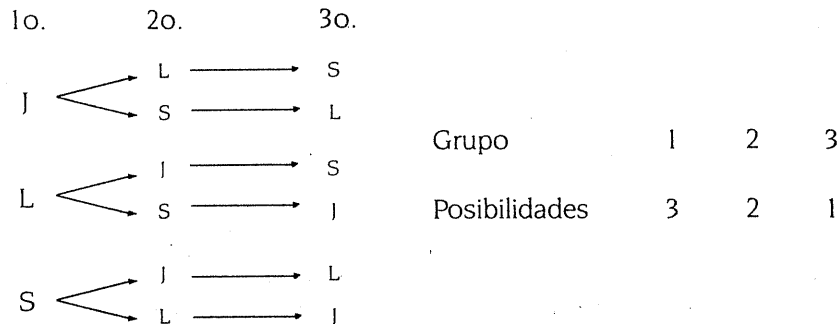 1o. 2o. 3o.
L S
J
S L
Grupo 1 2 3
J S
L
S J
Posibilidades 3 2 1
J L
S
L J